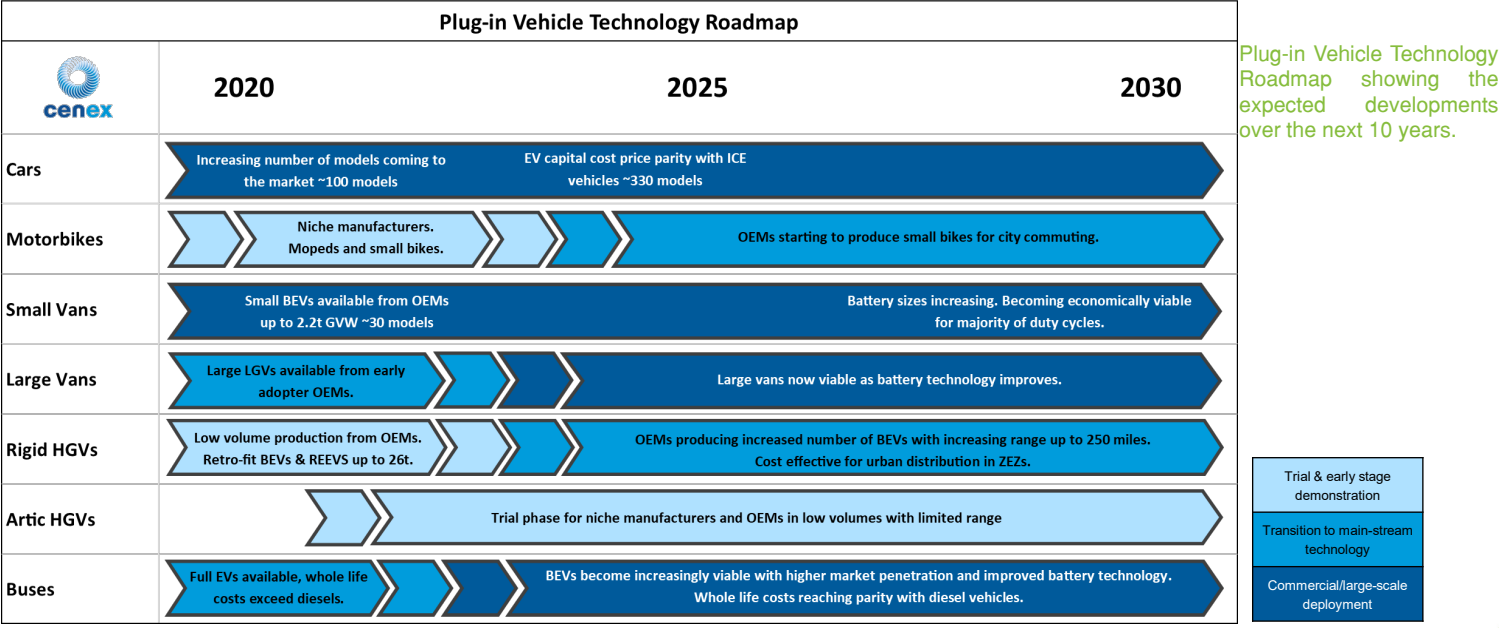 Plug-in Vehicle Technology Roadmap
cenex
2020
2025
2030
Plug-in Vehicle Technology
Roadmap showing the
expected developments
over the next 10 years.
Cars
Increasing number of models coming to
the market ~100 models
EV capital cost price parity with ICE
vehicles ~330 models
Motorbikes
Niche manufacturers.
Mopeds and small bikes.
OEMs starting to produce small bikes for city commuting.
Small Vans
Small BEVs available from OEMs
up to 2.2t GVW ~30 models
Battery sizes increasing. Becoming economically viable
for majority of duty cycles.
Large Vans
Large LGVs available from early
adopter OEMs.
Large vans now viable as battery technology improves.
Rigid HGVs
Low volume production from OEMs.
Retro-fit BEVs & REEVS up to 26t.
OEMs producing increased number of BEVs with increasing range up to 250 miles.
Cost effective for urban distribution in ZEZs.
Artic HGVs
Trial phase for niche manufacturers and OEMs in low volumes with limited range
Buses
Full EVs available, whole life
costs exceed diesels.
BEVs become increasingly viable with higher market penetration and improved battery technology.
Whole life costs reaching parity with diesel vehicles.
Trial & early stage
demonstration
Transition to main-stream
technology
Commercial/large-scale
deployment